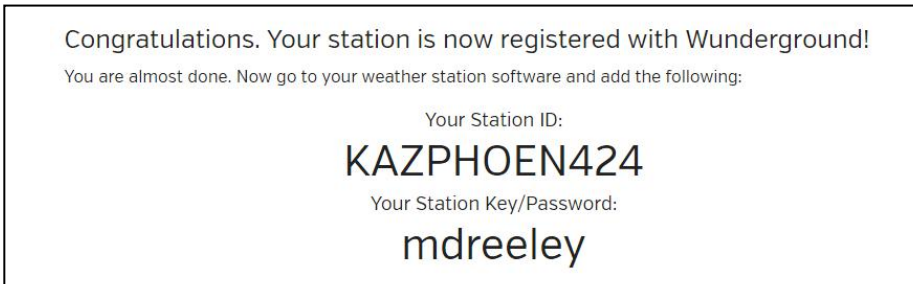 Congratulations. Your station is now registered with Wunderground!
You are almost done. Now go to your weather station software and add the following:
Your Station ID:
KAZPHOEN424
Your Station Key/Password:
mdreeley